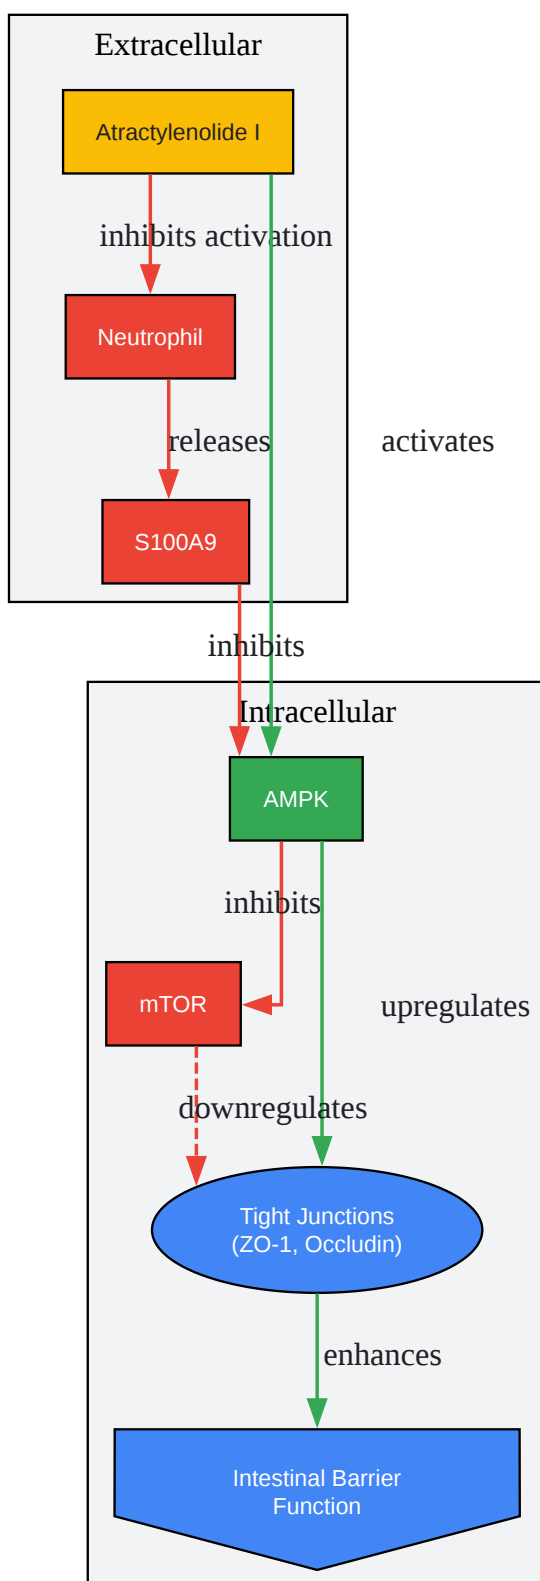 Extracellular
Atractylenolide I
inhibits activation
Neutrophil
releases
activates
S100A9
inhibits
Intracellular
AMPK
inhibits
mTOR
upregulates
downregulates
Tight Junctions
(ZO-1, Occludin)
enhances
Intestinal Barrier
Function